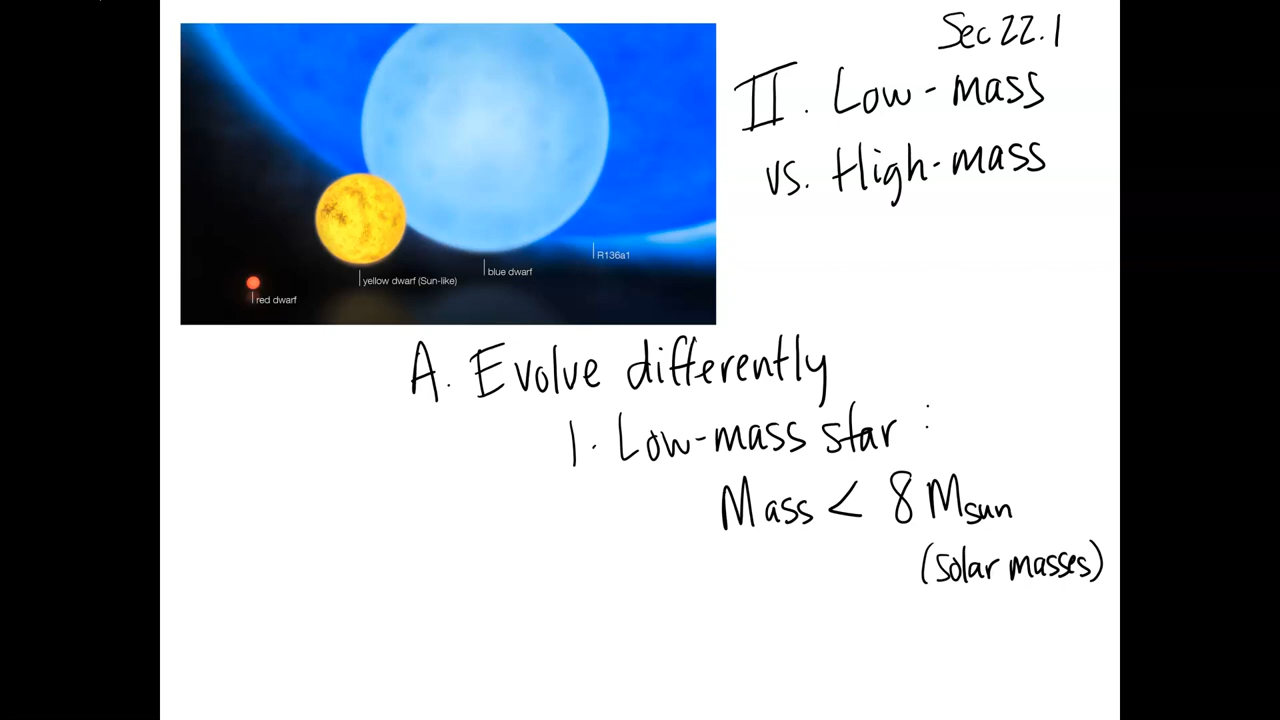 Sec 22.1
II. Low-mass
vs. High-mass
R136a1
blue dwarf
yellow dwarf (Sun-like)
red dwarf
A. Evolve differently
1. Low-mass star :
Mass < 8 Msun
(solar masses)